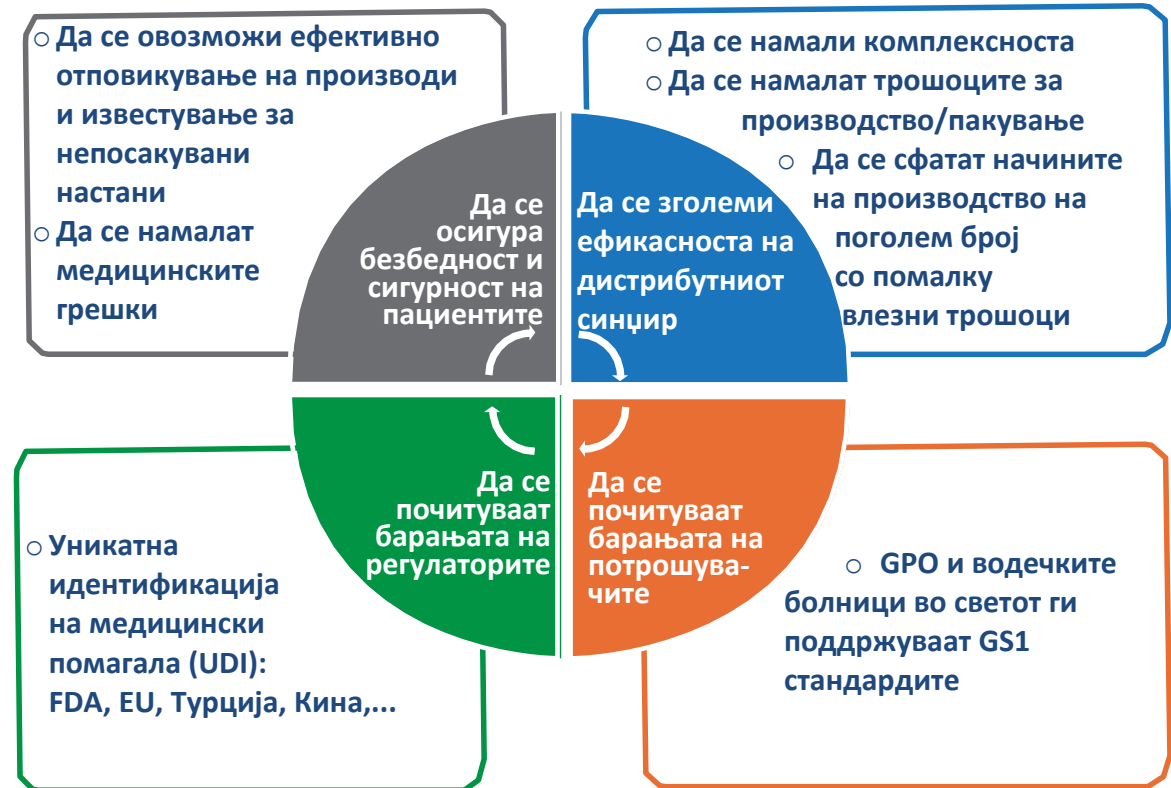 ○ Да се овозможи ефективно
отповикување на производи
и известување за
непосакувани
настани
○ Да се намалат
медицинските
грешки
○ Да се намали комплексноста
○ Да се намалат трошоците за
производство/пакување
○ Да се сфатат начините
на производство на
поголем број
со помалку
влезни трошоци
Да се
осигура
безбедност и
сигурност на
пациентите
Да се зголеми
ефикасноста на
дистрибутниот
синџир
Да се
почитуваат
барањата на
регулаторите
Да се
почитуваат
барањата на
потрошува-
чите
○ Уникатна
идентификација
на медицински
помагала (UDI):
FDA, EU, Турција, Кина,...
○ GPO и водечките
болници во светот ги
поддржуваат GS1
стандардите